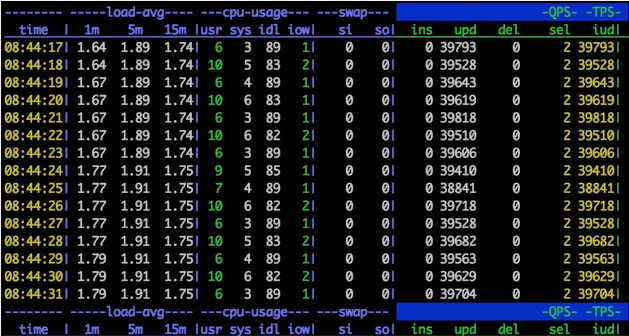 -------- -----load-avg---- ---cpu-usage--- ---swap--- -QPS- -TPS-
time | 1m 5m 15m |usr sys idl iow| si so| ins upd del sel iud|
08:44:17| 1.64 1.89 1.74| 6 3 89 1| 0 0| 0 39793 0 2 39793|
08:44:18| 1.64 1.89 1.74| 10 5 83 2| 0 0| 0 39528 0 2 39528|
08:44:19| 1.67 1.89 1.74| 6 4 89 1| 0 0| 0 39643 0 2 39643|
08:44:20| 1.67 1.89 1.74| 10 6 83 1| 0 0| 0 39619 0 2 39619|
08:44:21| 1.67 1.89 1.74| 6 3 89 1| 0 0| 0 39818 0 2 39818|
08:44:22| 1.67 1.89 1.74| 10 6 82 2| 0 0| 0 39510 0 2 39510|
08:44:23| 1.67 1.89 1.74| 6 3 89 1| 0 0| 0 39606 0 2 39606|
08:44:24| 1.77 1.91 1.75| 9 5 85 1| 0 0| 0 39410 0 2 39410|
08:44:25| 1.77 1.91 1.75| 7 4 89 1| 0 0| 0 38841 0 2 38841|
08:44:26| 1.77 1.91 1.75| 10 6 82 2| 0 0| 0 39718 0 2 39718|
08:44:27| 1.77 1.91 1.75| 6 3 89 1| 0 0| 0 39528 0 2 39528|
08:44:28| 1.77 1.91 1.75| 10 5 83 2| 0 0| 0 39682 0 2 39682|
08:44:29| 1.79 1.91 1.75| 6 4 89 1| 0 0| 0 39563 0 2 39563|
08:44:30| 1.79 1.91 1.75| 10 6 82 2| 0 0| 0 39629 0 2 39629|
08:44:31| 1.79 1.91 1.75| 6 3 89 1| 0 0| 0 39704 0 2 39704|
-------- -----load-avg---- ---cpu-usage--- ---swap--- -QPS- -TPS-
time | 1m 5m 15m |usr sys idl iow| si so| ins upd del sel iud|